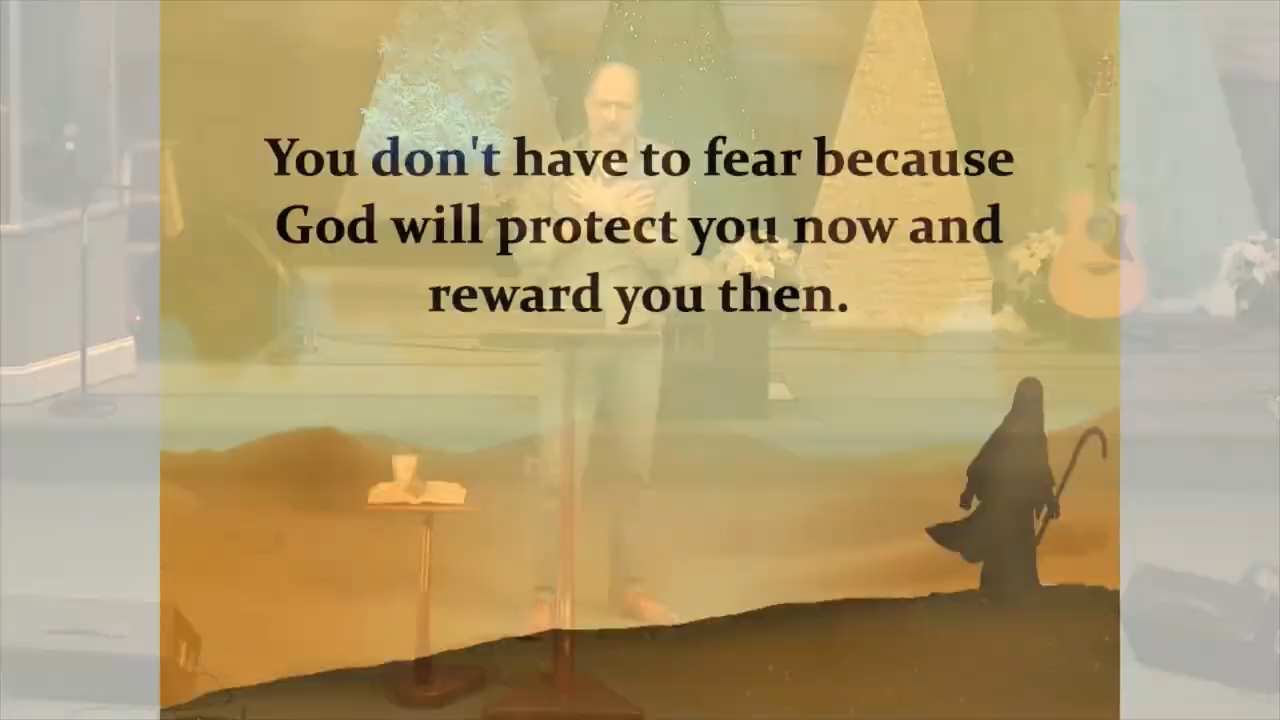 You don't have to fear because
God will protect you now and
reward you then.